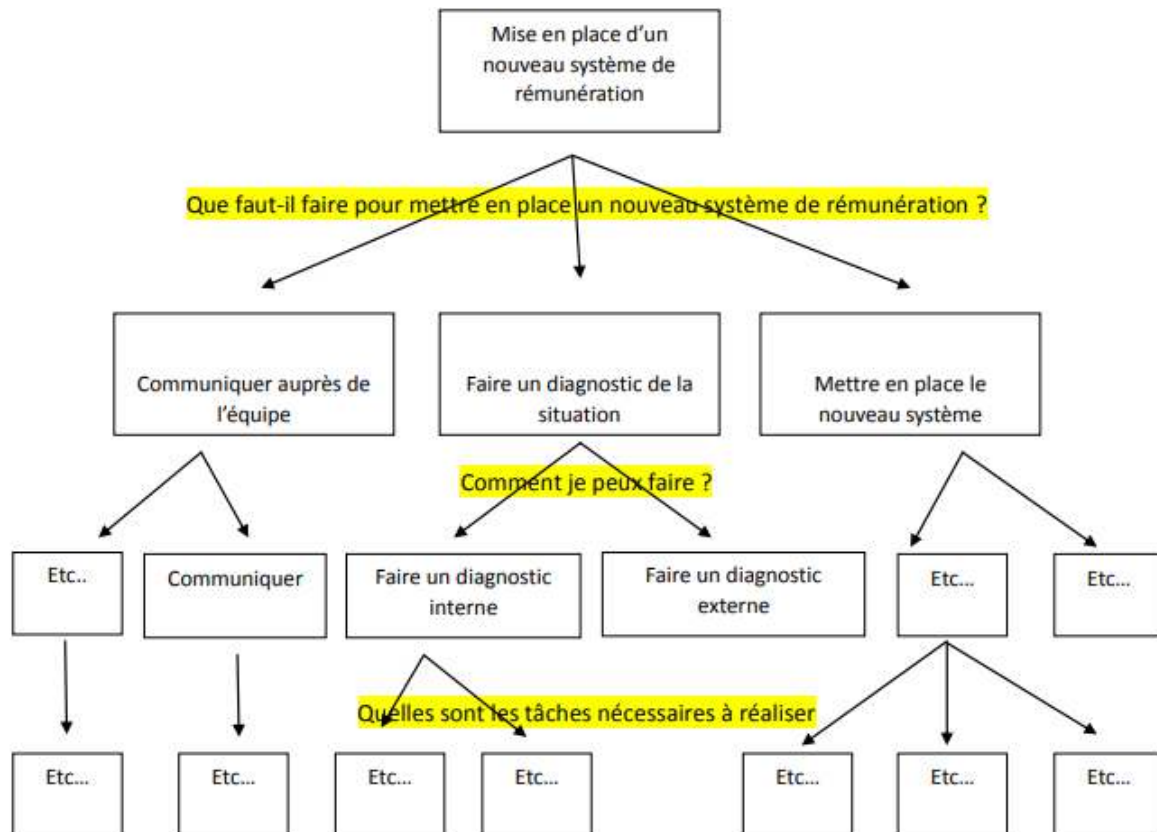 Mise en place d’un
nouveau système de
rémunération
Que faut-il faire pour mettre en place un nouveau système de rémunération ?
Communiquer auprès de
l’équipe
Faire un diagnostic de la
situation
Mettre en place le
nouveau système
Comment je peux faire ?
Etc..
Communiquer
Faire un diagnostic
interne
Faire un diagnostic
externe
Etc...
Etc...
Quelles sont les tâches nécessaires à réaliser
Etc...
Etc...
Etc...
Etc...
Etc...
Etc...
Etc...